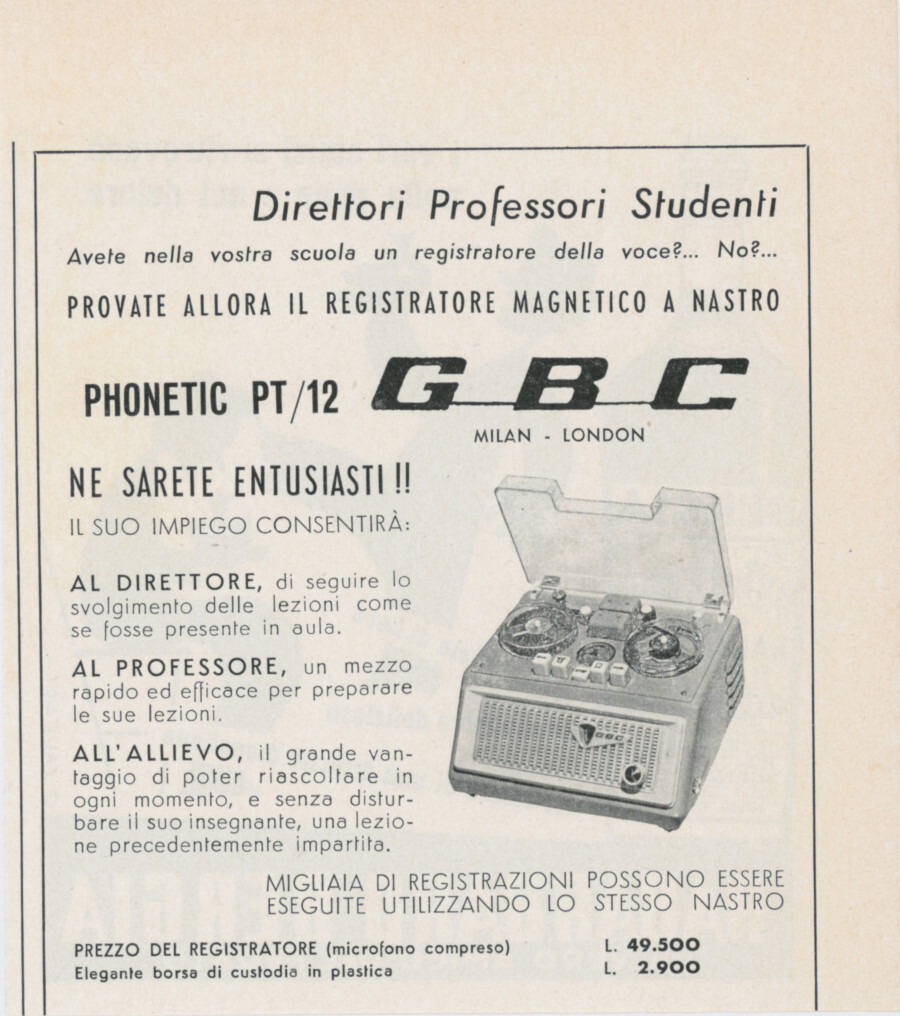 Direttori Professori Studenti
Avete nella vostra scuola un registratore della voce?... No?...
PROVATE ALLORA IL REGISTRATORE MAGNETICO A NASTRO
PHONETIC PT/12 GBC
MILAN - LONDON
NE SARETE ENTUSIASTI!!
IL SUO IMPIEGO CONSENTIRÀ:
AL DIRETTORE, di seguire lo
svolgimento delle lezioni come
se fosse presente in aula.
AL PROFESSORE, un mezzo
rapido ed efficace per preparare
le sue lezioni.
ALL'ALLIEVO, il grande van-
taggio di poter riascoltare in
ogni momento, e senza distur-
bare il suo insegnante, una lezio-
ne precedentemente impartita.
GBC
MIGLIAIA DI REGISTRAZIONI POSSONO ESSERE
ESEGUITE UTILIZZANDO LO STESSO NASTRO
PREZZO DEL REGISTRATORE (microfono compreso) L. 49.500
Elegante borsa di custodia in plastica L. 2.900